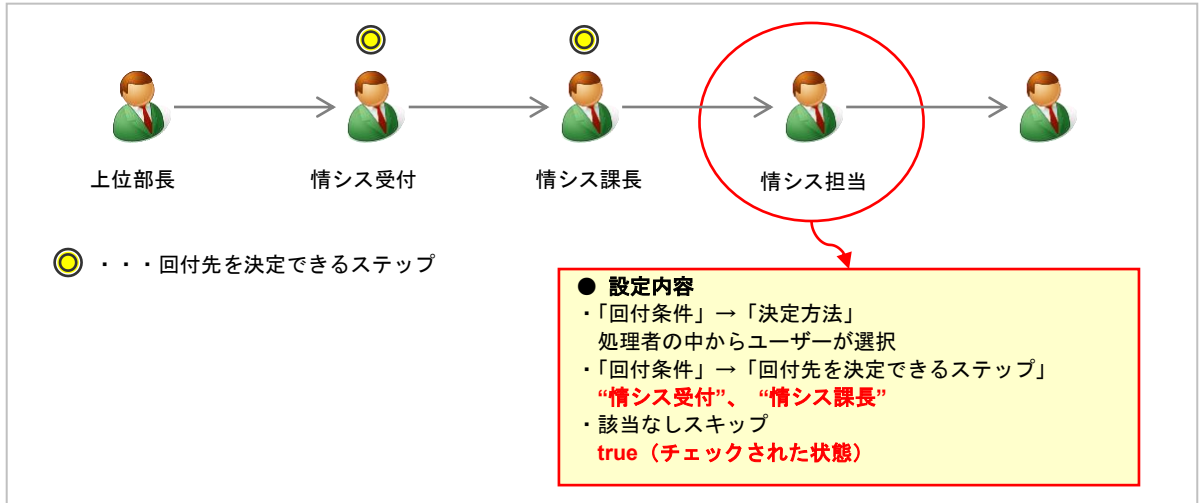 上位部長
情シス受付
情シス課長
情シス担当
・・・回付先を決定できるステップ
● 設定内容
・「回付条件」→「決定方法」
処理者の中からユーザーが選択
・「回付条件」→「回付先を決定できるステップ」
“情シス受付”、 “情シス課長”
・該当なしスキップ
true（チェックされた状態）